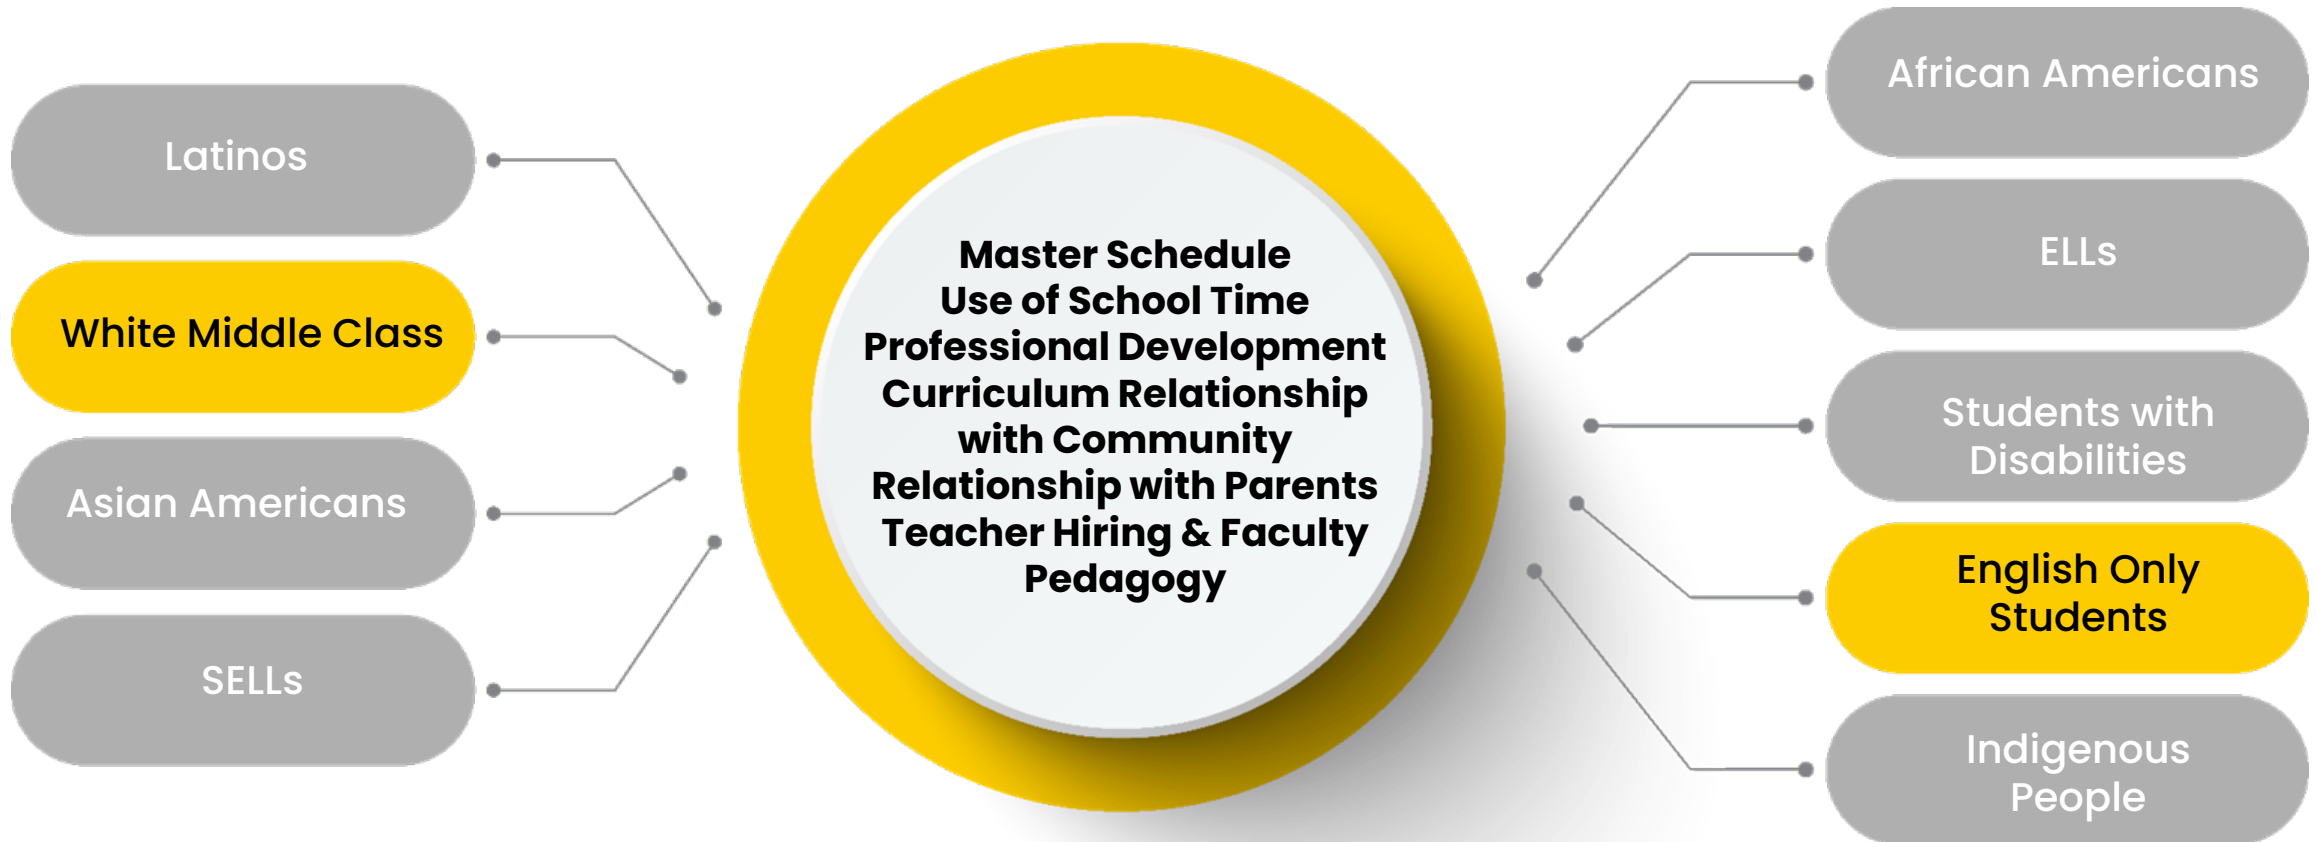 Latinos
White Middle Class
Asian Americans
SELLs
Master Schedule
Use of School Time
Professional Development
Curriculum Relationship
with Community
Relationship with Parents
Teacher Hiring & Faculty
Pedagogy
African Americans
ELLs
Students with
Disabilities
English Only
Students
Indigenous
People